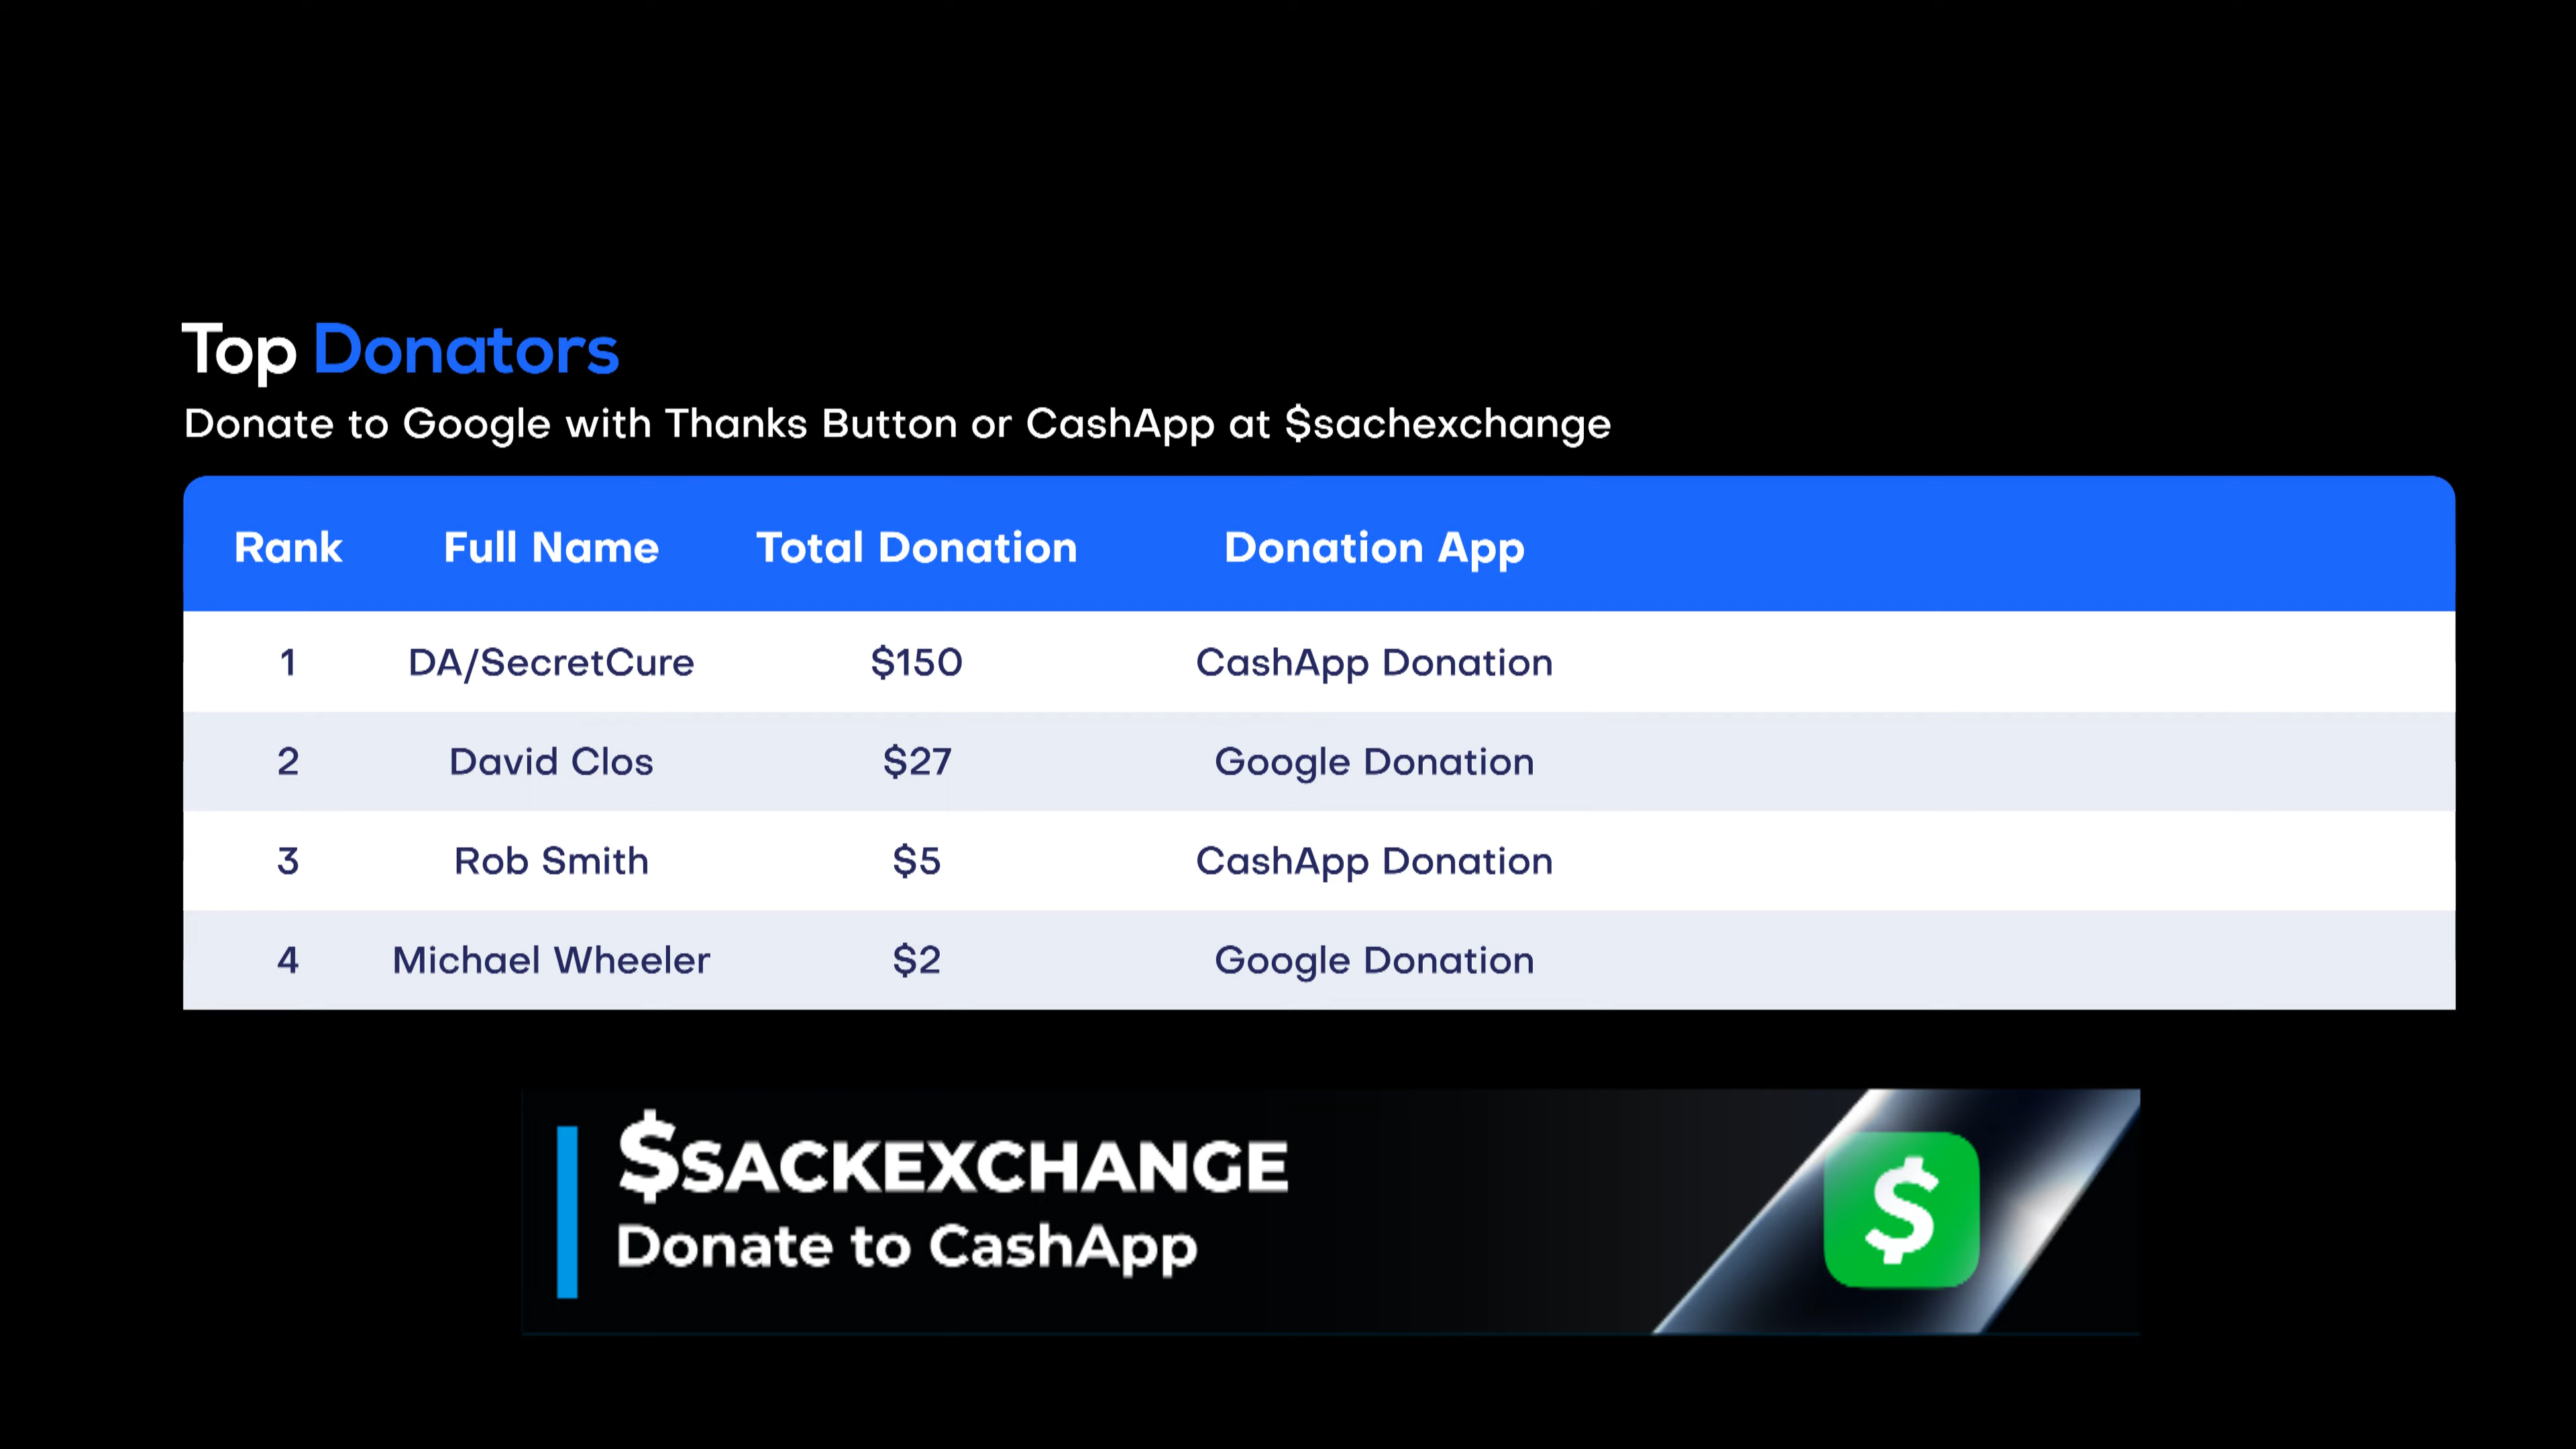 Top Donators
Donate to Google with Thanks Button or CashApp at $sachexchange
Rank Full Name Total Donation Donation App
1 DA/SecretCure $150 CashApp Donation
2 David Clos $27 Google Donation
3 Rob Smith $5 CashApp Donation
4 Michael Wheeler $2 Google Donation
$SACKEXCHANGE
Donate to CashApp
$